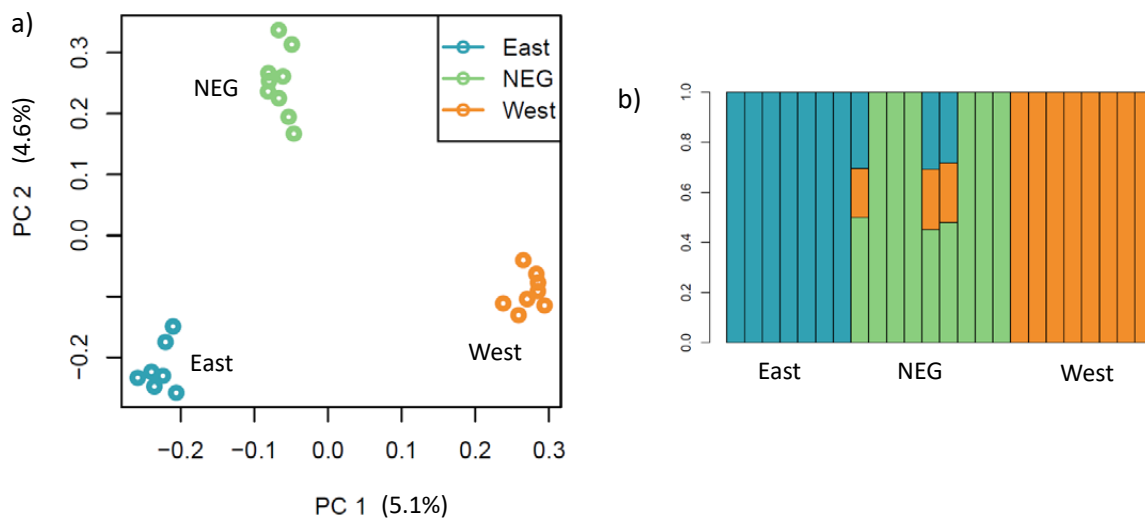 a)
East
NEG
West
NEG
East
West
0.3
0.2
0.1
0.0
−0.2
PC 2 (4.6%)
−0.2 −0.1 0.0 0.1 0.2 0.3
PC 1 (5.1%)
b)
1.0
0.8
0.6
0.4
0.2
0.0
East NEG West